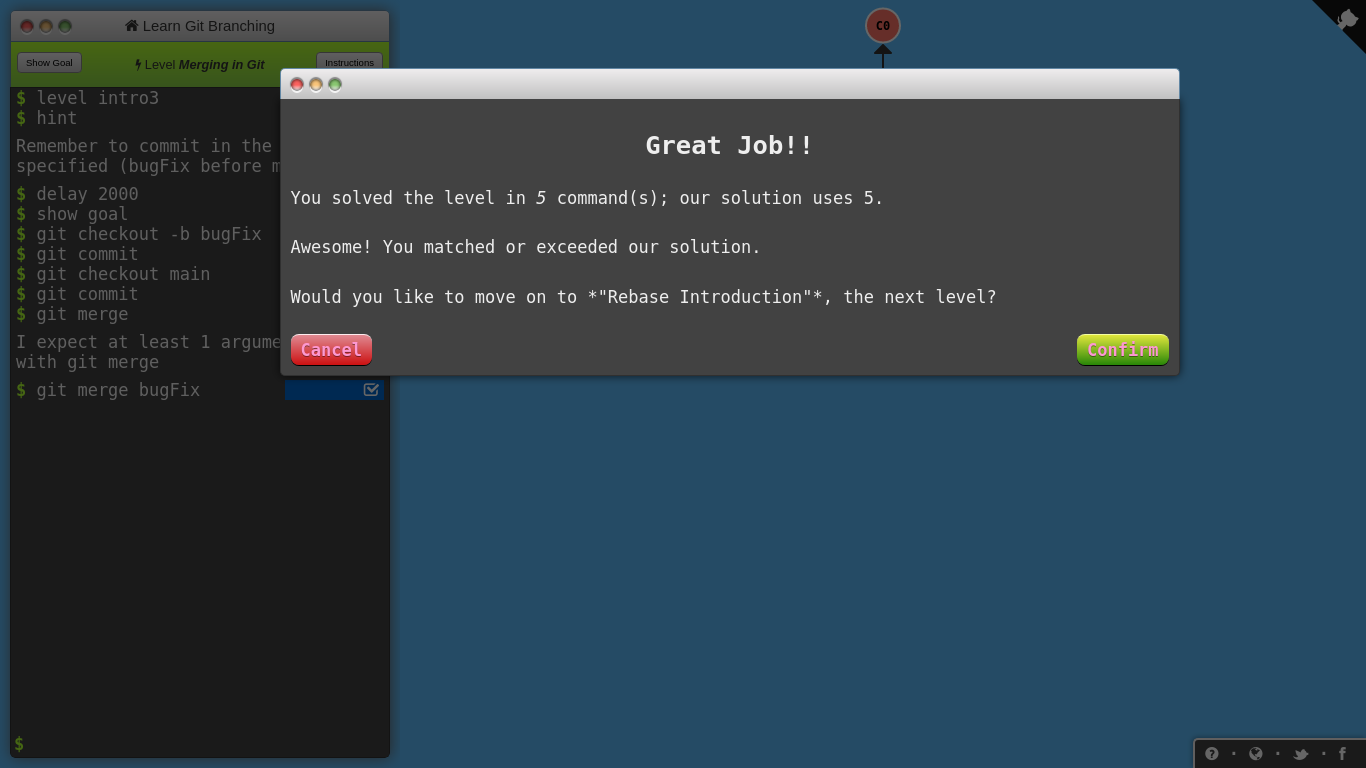 Learn Git Branching
Show Goal
Level Merging in Git
Instructions
$ level intro3
$ hint
Remember to commit in the
specified (bugFix before m
$ delay 2000
$ show goal
$ git checkout -b bugFix
$ git commit
$ git checkout main
$ git commit
$ git merge
I expect at least 1 argume
with git merge
$ git merge bugFix
$
C0
Great Job!!
You solved the level in 5 command(s); our solution uses 5.
Awesome! You matched or exceeded our solution.
Would you like to move on to *"Rebase Introduction"*, the next level?
Cancel
Confirm